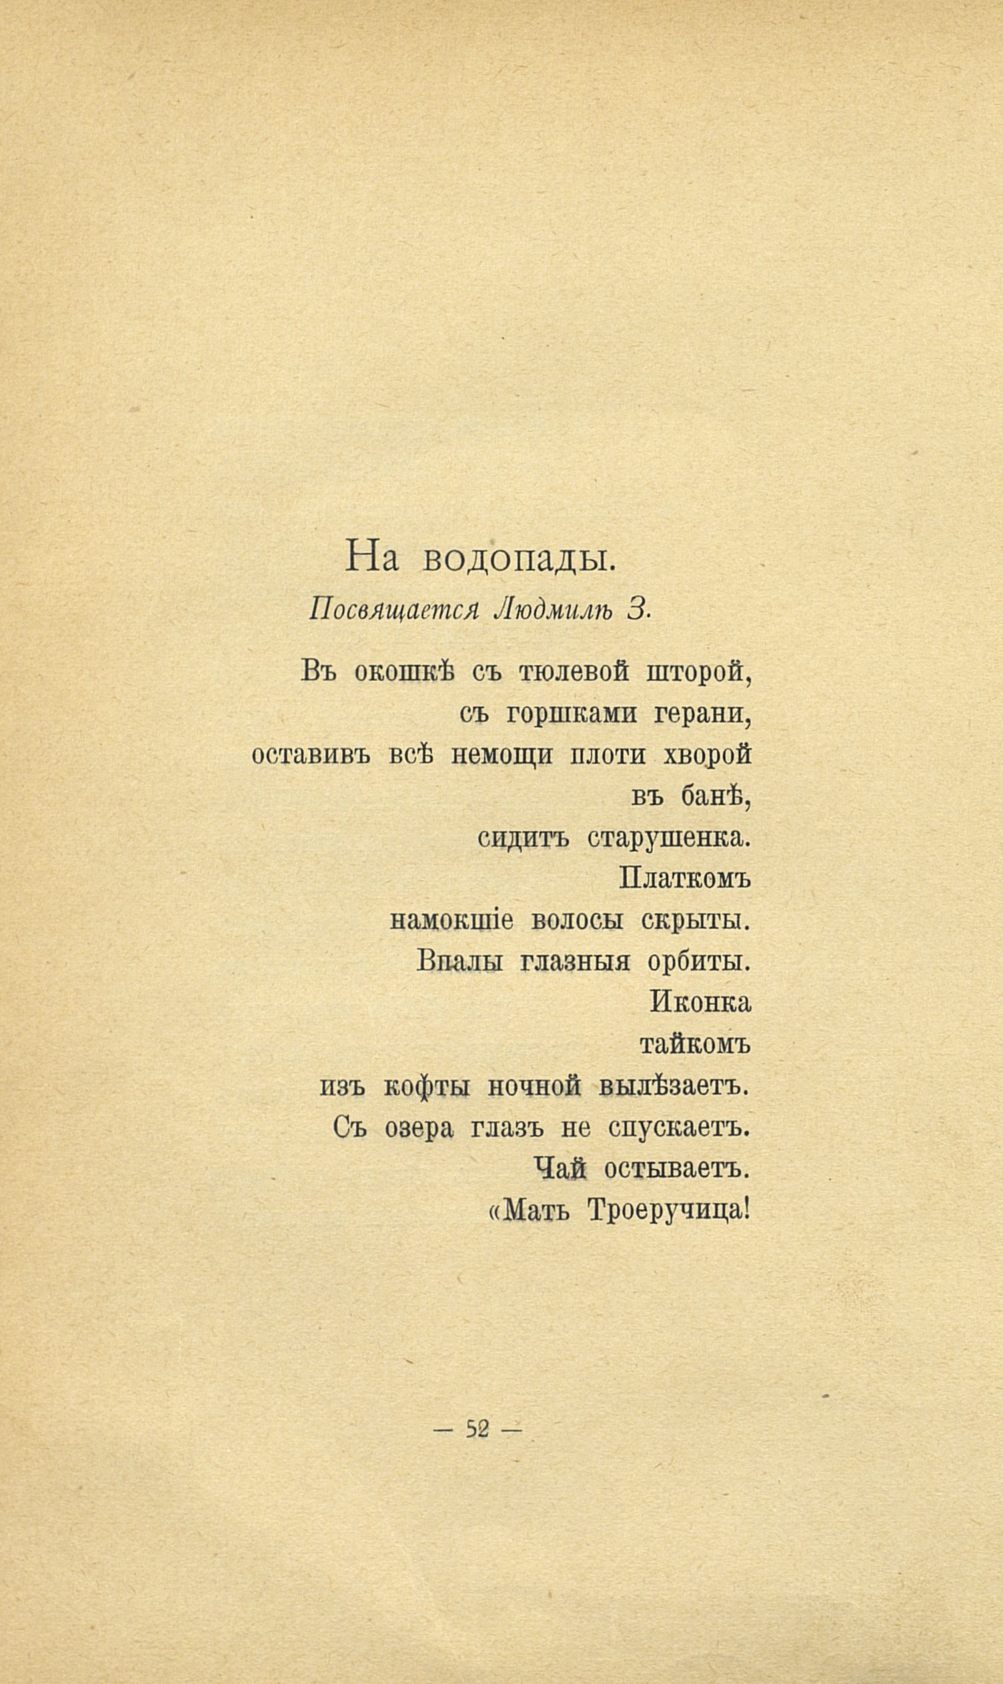 На водопады.
Посвящается Людмилѣ З.
Въ окошкѣ съ тюлевой шторой,
съ горшками герани,
оставивъ всѣ немощи плоти хворой
въ банѣ,
сидитъ старушенка.
Платкомъ
намокшіе волосы скрыты.
Впалы глазныя орбиты.
Иконка
тайкомъ
изъ кофты ночной вылѣзаетъ.
Съ озера глазъ не спускаетъ.
Чай остываетъ.
«Мать Троеручица!
— 52 —